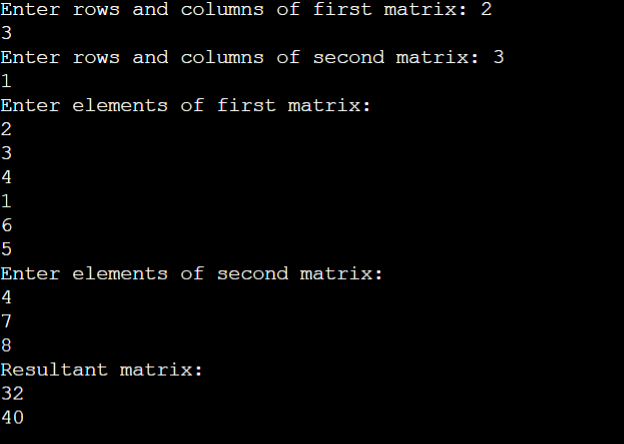 Enter rows and columns of first matrix: 2
3
Enter rows and columns of second matrix: 3
1
Enter elements of first matrix:
2
3
4
1
6
5
Enter elements of second matrix:
4
7
8
Resultant matrix:
32
40